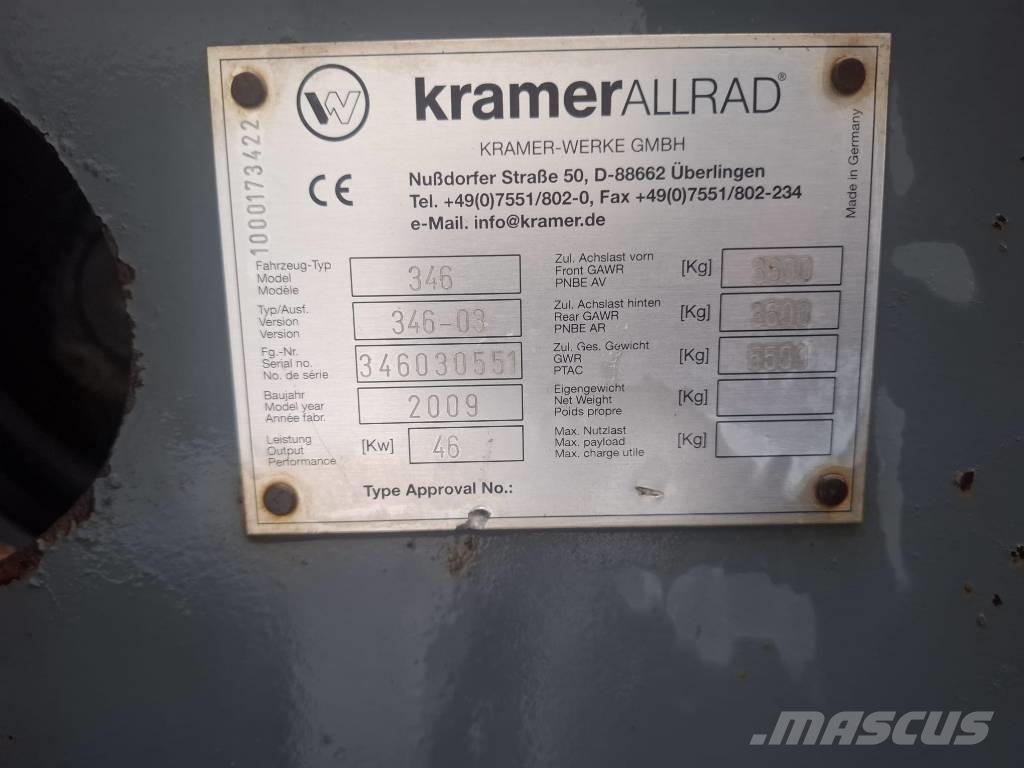 kramerALLRAD®
KRAMER-WERKE GMBH
Nußdorfer Straße 50, D-88662 Überlingen
Tel. +49(0)7551/802-0, Fax +49(0)7551/802-234
e-Mail. info@kramer.de
CE
1000173422
Made in Germany
Fahrzeug-Typ
Model
Modèle
346
Typ/Ausf.
Version
Version
346-03
Fg.-Nr.
Serial no.
No. de série
346030551
Baujahr
Model year
Année fabr.
2009
Leistung
Output
Performance
[Kw] 46
Zul. Achslast vorn
Front GAWR
PNBE AV
[Kg]
Zul. Achslast hinten
Rear GAWR
PNBE AR
[Kg]
Zul. Ges. Gewicht
GWR
PTAC
[Kg]
Eigengewicht
Net Weight
Poids propre
[Kg]
Max. Nutzlast
Max. payload
Max. charge utile
[Kg]
Type Approval No.:
MASCUS